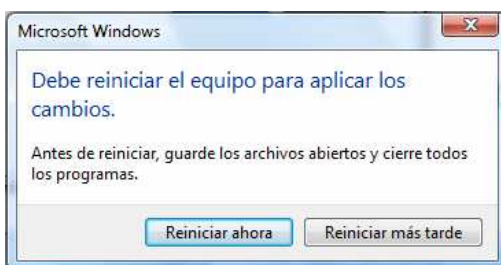 Microsoft Windows
Debe reiniciar el equipo para aplicar los
cambios.
Antes de reiniciar, guarde los archivos abiertos y cierre todos
los programas.
Reiniciar ahora
Reiniciar más tarde